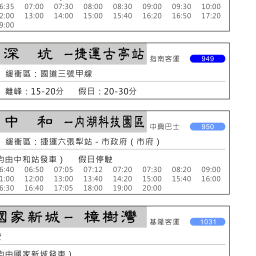 6:35 07:00 07:30 08:00 08:30 09:00 09:30 10:00
2:00 13:00 14:00 15:00 15:40 16:20 16:50 17:20
9:00
深 坑 －捷運古亭站 指南客運 949
緩衝區：國道三號甲線
離峰：15-20分 假日：20-30分
中 和 －內湖科技園區 中興巴士 950
緩衝區：捷運六張犁站－市政府（市府）
均由中和站發車） 假日停駛
6:40 06:50 07:05 07:12 07:20 07:30 08:20 09:00
1:00 12:00 13:00 13:40 14:20 15:00 15:40 16:00
6:30 16:40 17:05 18:00 19:00 20:00
國家新城－ 樟樹灣 基隆客運 1031
均由國家新城發車）